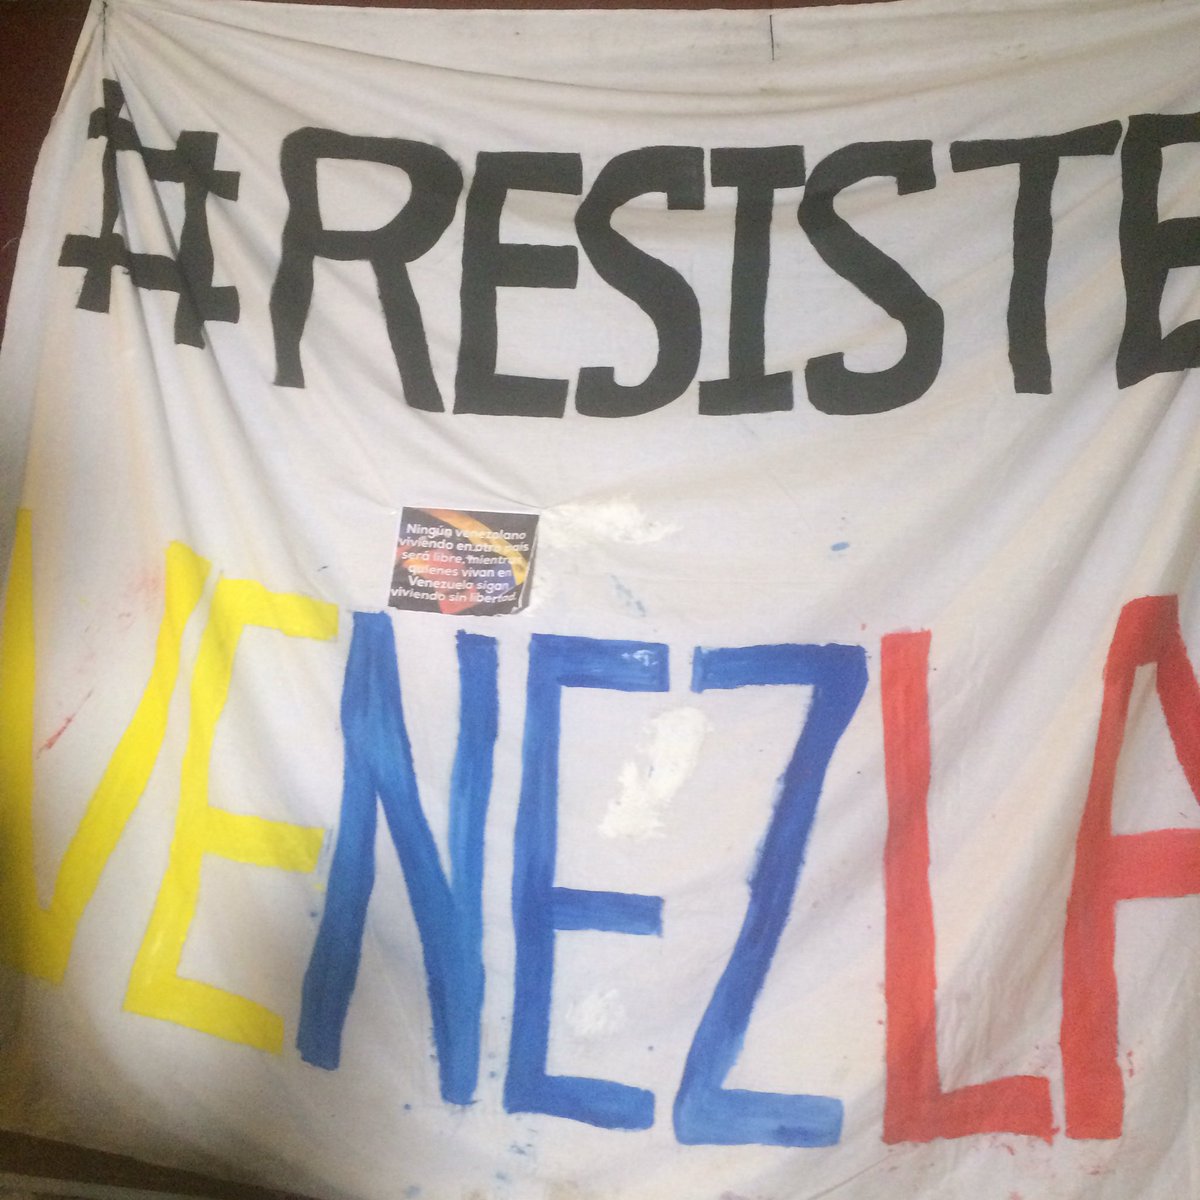 #RESISTE
Ningún venezolano
viviendo en otro país
será libre, mientras
quienes vivan en
Venezuela sigan
viviendo sin libertad.
VENEZLA